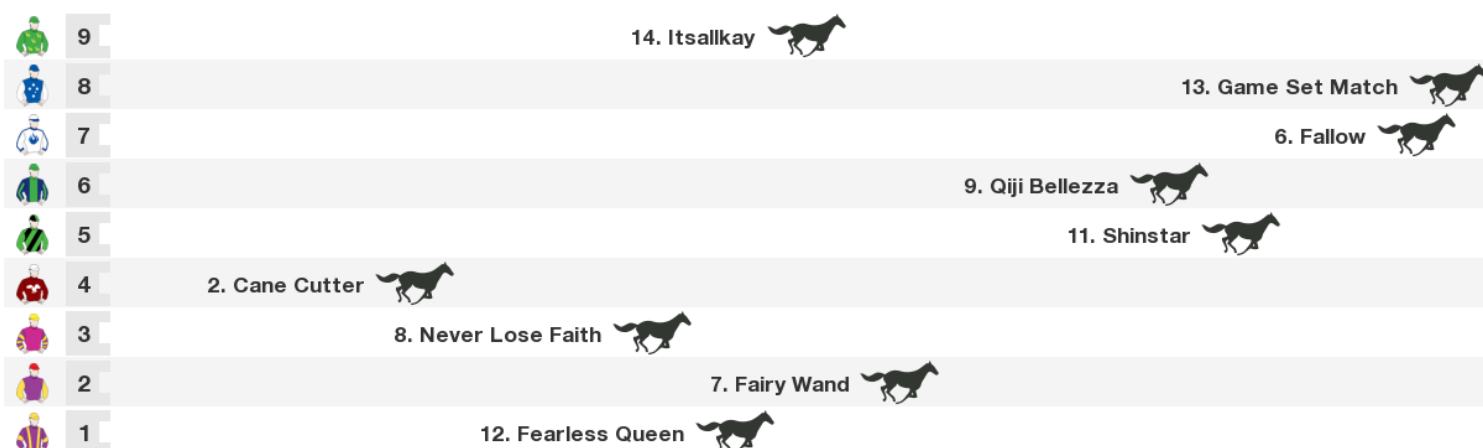 9 14. Itsallkay
8 13. Game Set Match
7 6. Fallow
6 9. Qiji Bellezza
5 11. Shinstar
4 2. Cane Cutter
3 8. Never Lose Faith
2 7. Fairy Wand
1 12. Fearless Queen